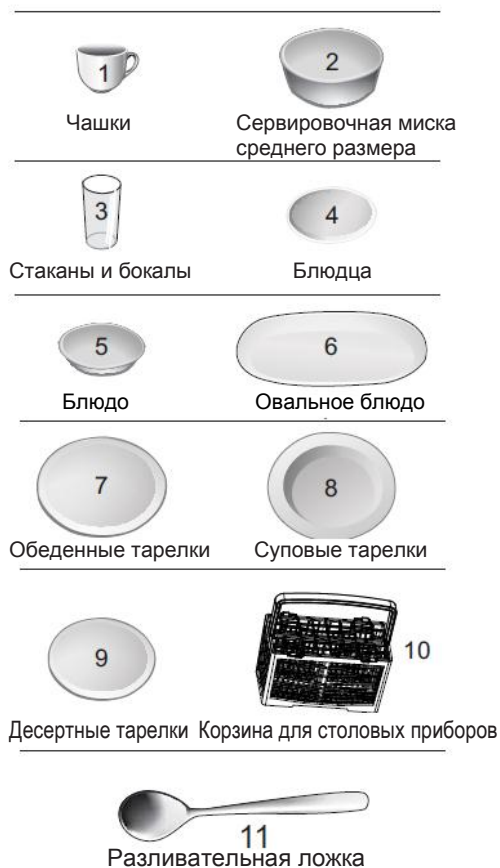 1
2
Чашки
Сервировочная миска
среднего размера
3
4
Стаканы и бокалы
Блюдца
5
6
Блюдо
Овальное блюдо
7
8
Обеденные тарелки
Суповые тарелки
9
10
Десертные тарелки
Корзина для столовых приборов
11
Разливательная ложка